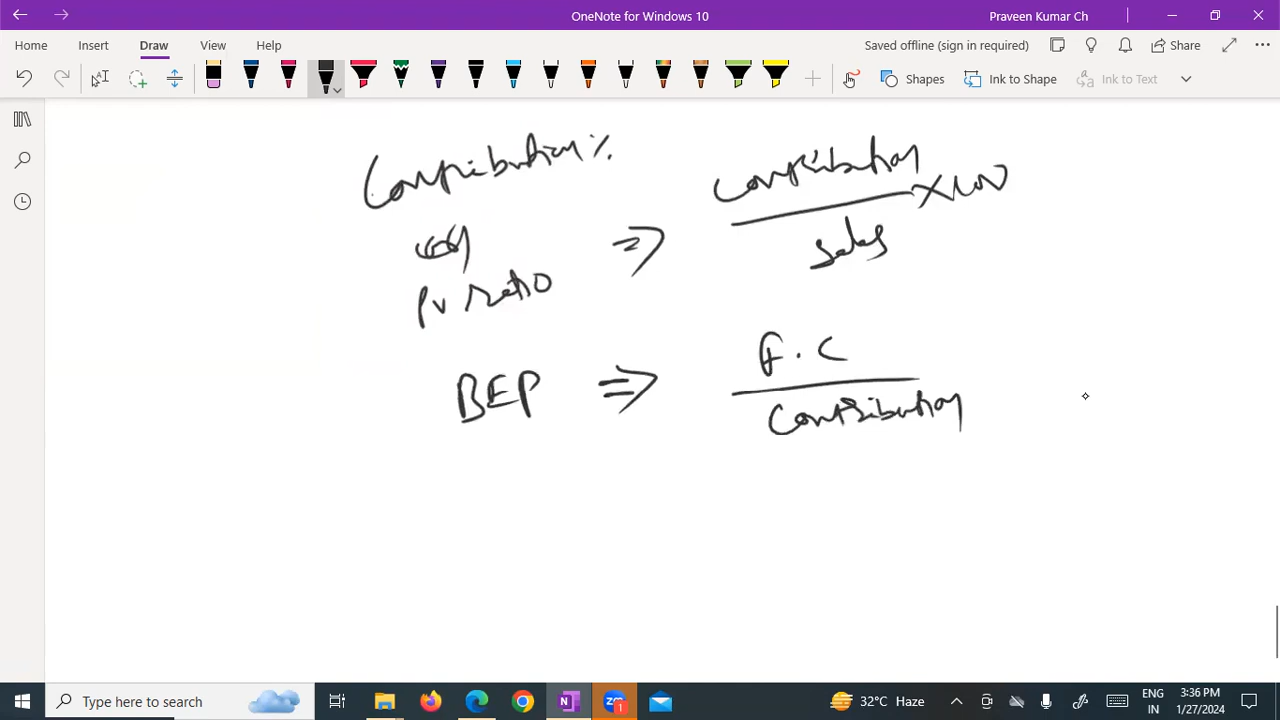 OneNote for Windows 10
Praveen Kumar Ch
Home Insert Draw View Help
Saved offline (sign in required)
Share
Shapes
Ink to Shape
Ink to Text
Contribution %
(or)
PV Ratio
⇒
Contribution
Sales
×100
BEP ⇒
F.C
Contribution
Type here to search
zm
1
32°C Haze
ENG
IN
3:36 PM
1/27/2024